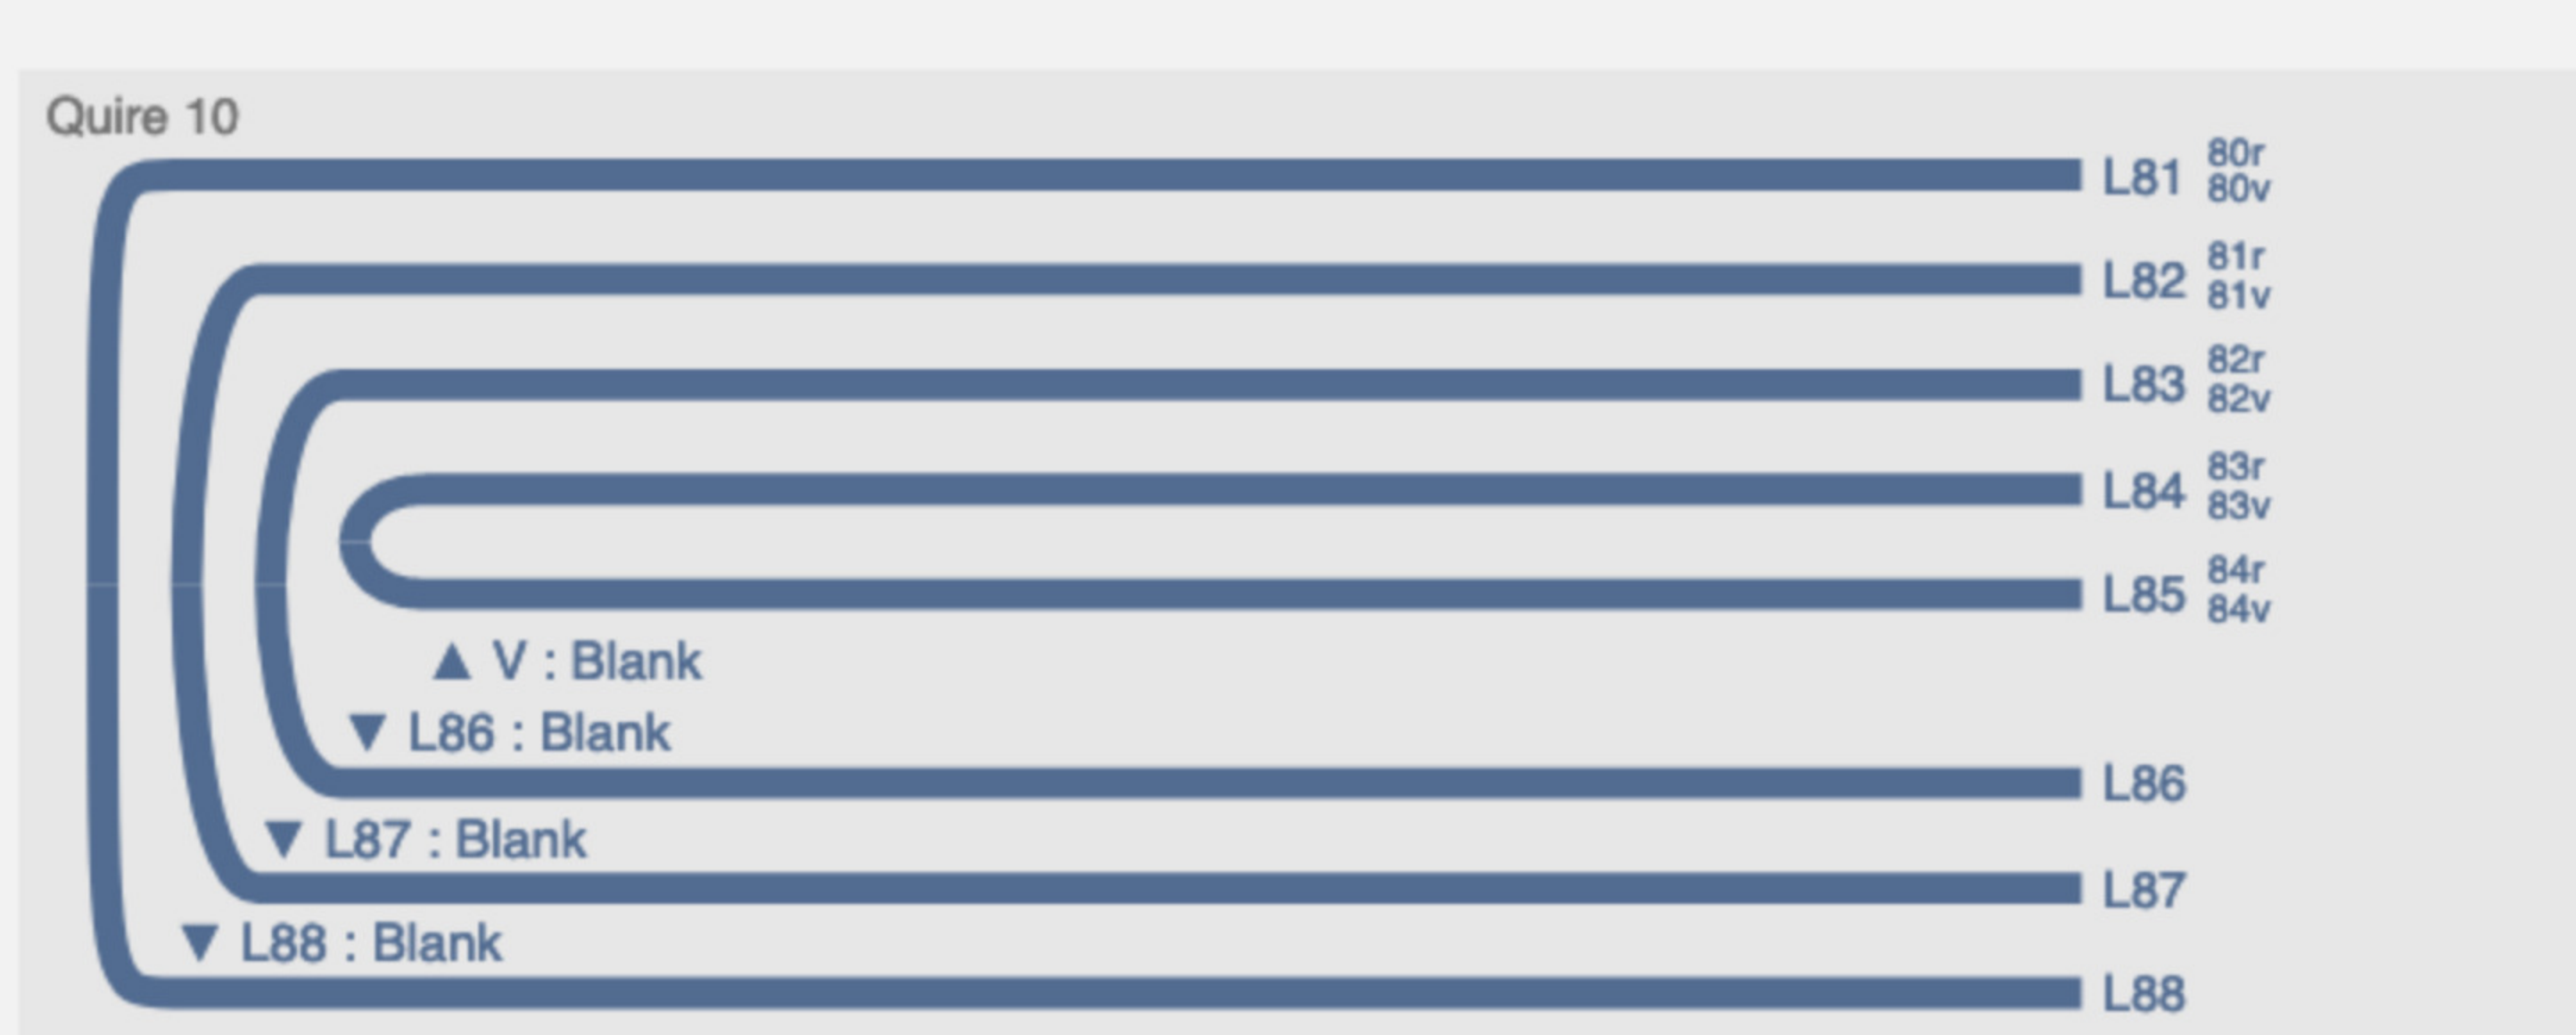 Quire 10
L81 80r
80v
L82 81r
81v
L83 82r
82v
L84 83r
83v
L85 84r
84v
▲ V : Blank
▼ L86 : Blank
L86
▼ L87 : Blank
L87
▼ L88 : Blank
L88